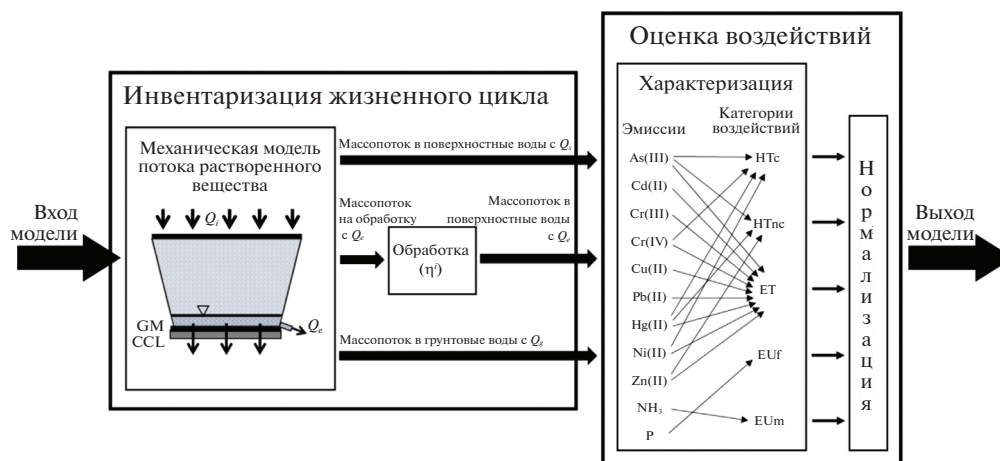 Вход
модели
Инвентаризация жизненного цикла
Механическая модель
потока растворенного
вещества
Qᵢ
GM
CCL
Qₑ
Массопоток в поверхностные воды с Qₛ
Массопоток
на обработку
с Qₑ
Обработка
(ηⁱ)
Массопоток в
поверхностные воды
с Qₑ
Массопоток в грунтовые воды с Q₈
Оценка воздействий
Характеризация
Эмиссии
Категории
воздействий
As(III)
Cd(II)
Cr(III)
Cr(IV)
Cu(II)
Pb(II)
Hg(II)
Ni(II)
Zn(II)
NH₃
P
HTc
HTnc
ET
EUf
EUm
Нормализация
Выход
модели